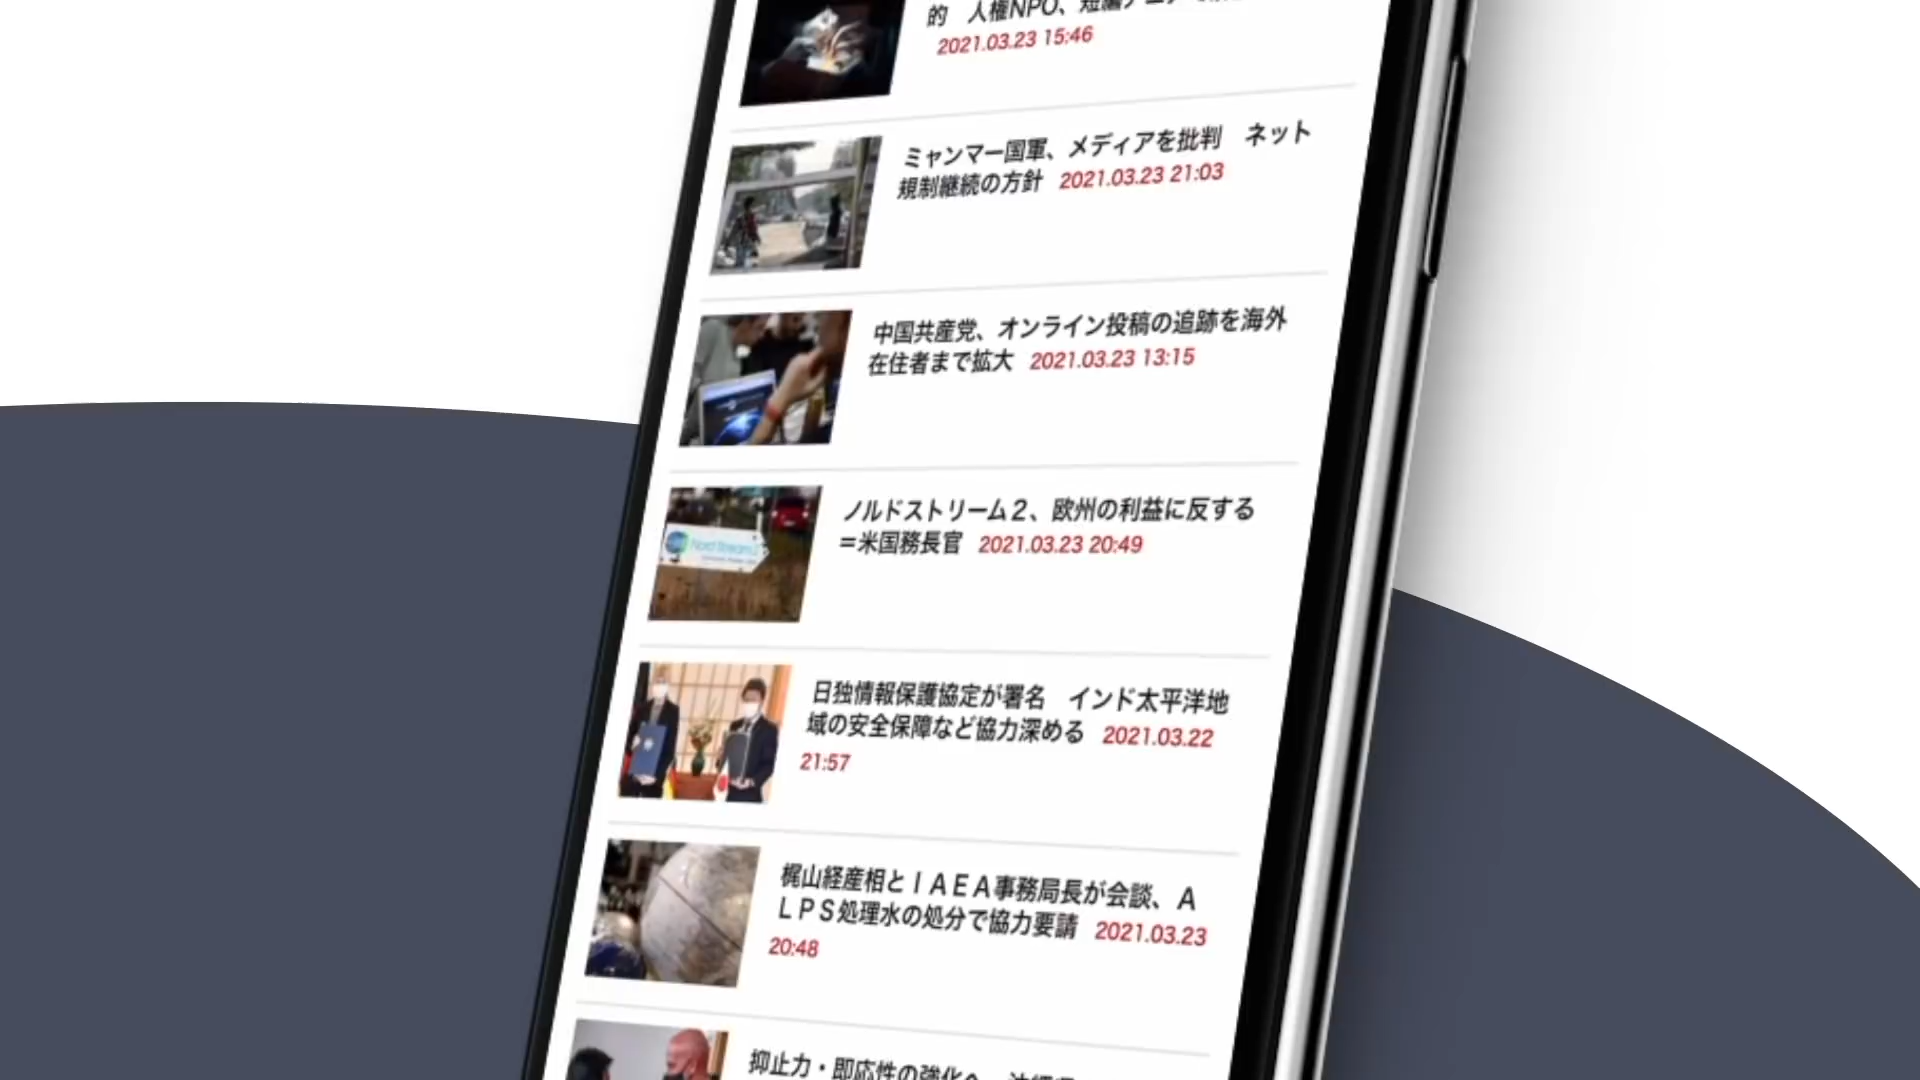 的　人権NPO、短編
2021.03.23 15:46
ミャンマー国軍、メディアを批判　ネット
規制継続の方針 2021.03.23 21:03
中国共産党、オンライン投稿の追跡を海外
在住者まで拡大 2021.03.23 13:15
ノルドストリーム２、欧州の利益に反する
＝米国務長官 2021.03.23 20:49
Nord Stream 2
日独情報保護協定が署名　インド太平洋地
域の安全保障など協力深める 2021.03.22
21:57
梶山経産相とＩＡＥＡ事務局長が会談、Ａ
ＬＰＳ処理水の処分で協力要請 2021.03.23
20:48
抑止力・即応性の強化へ